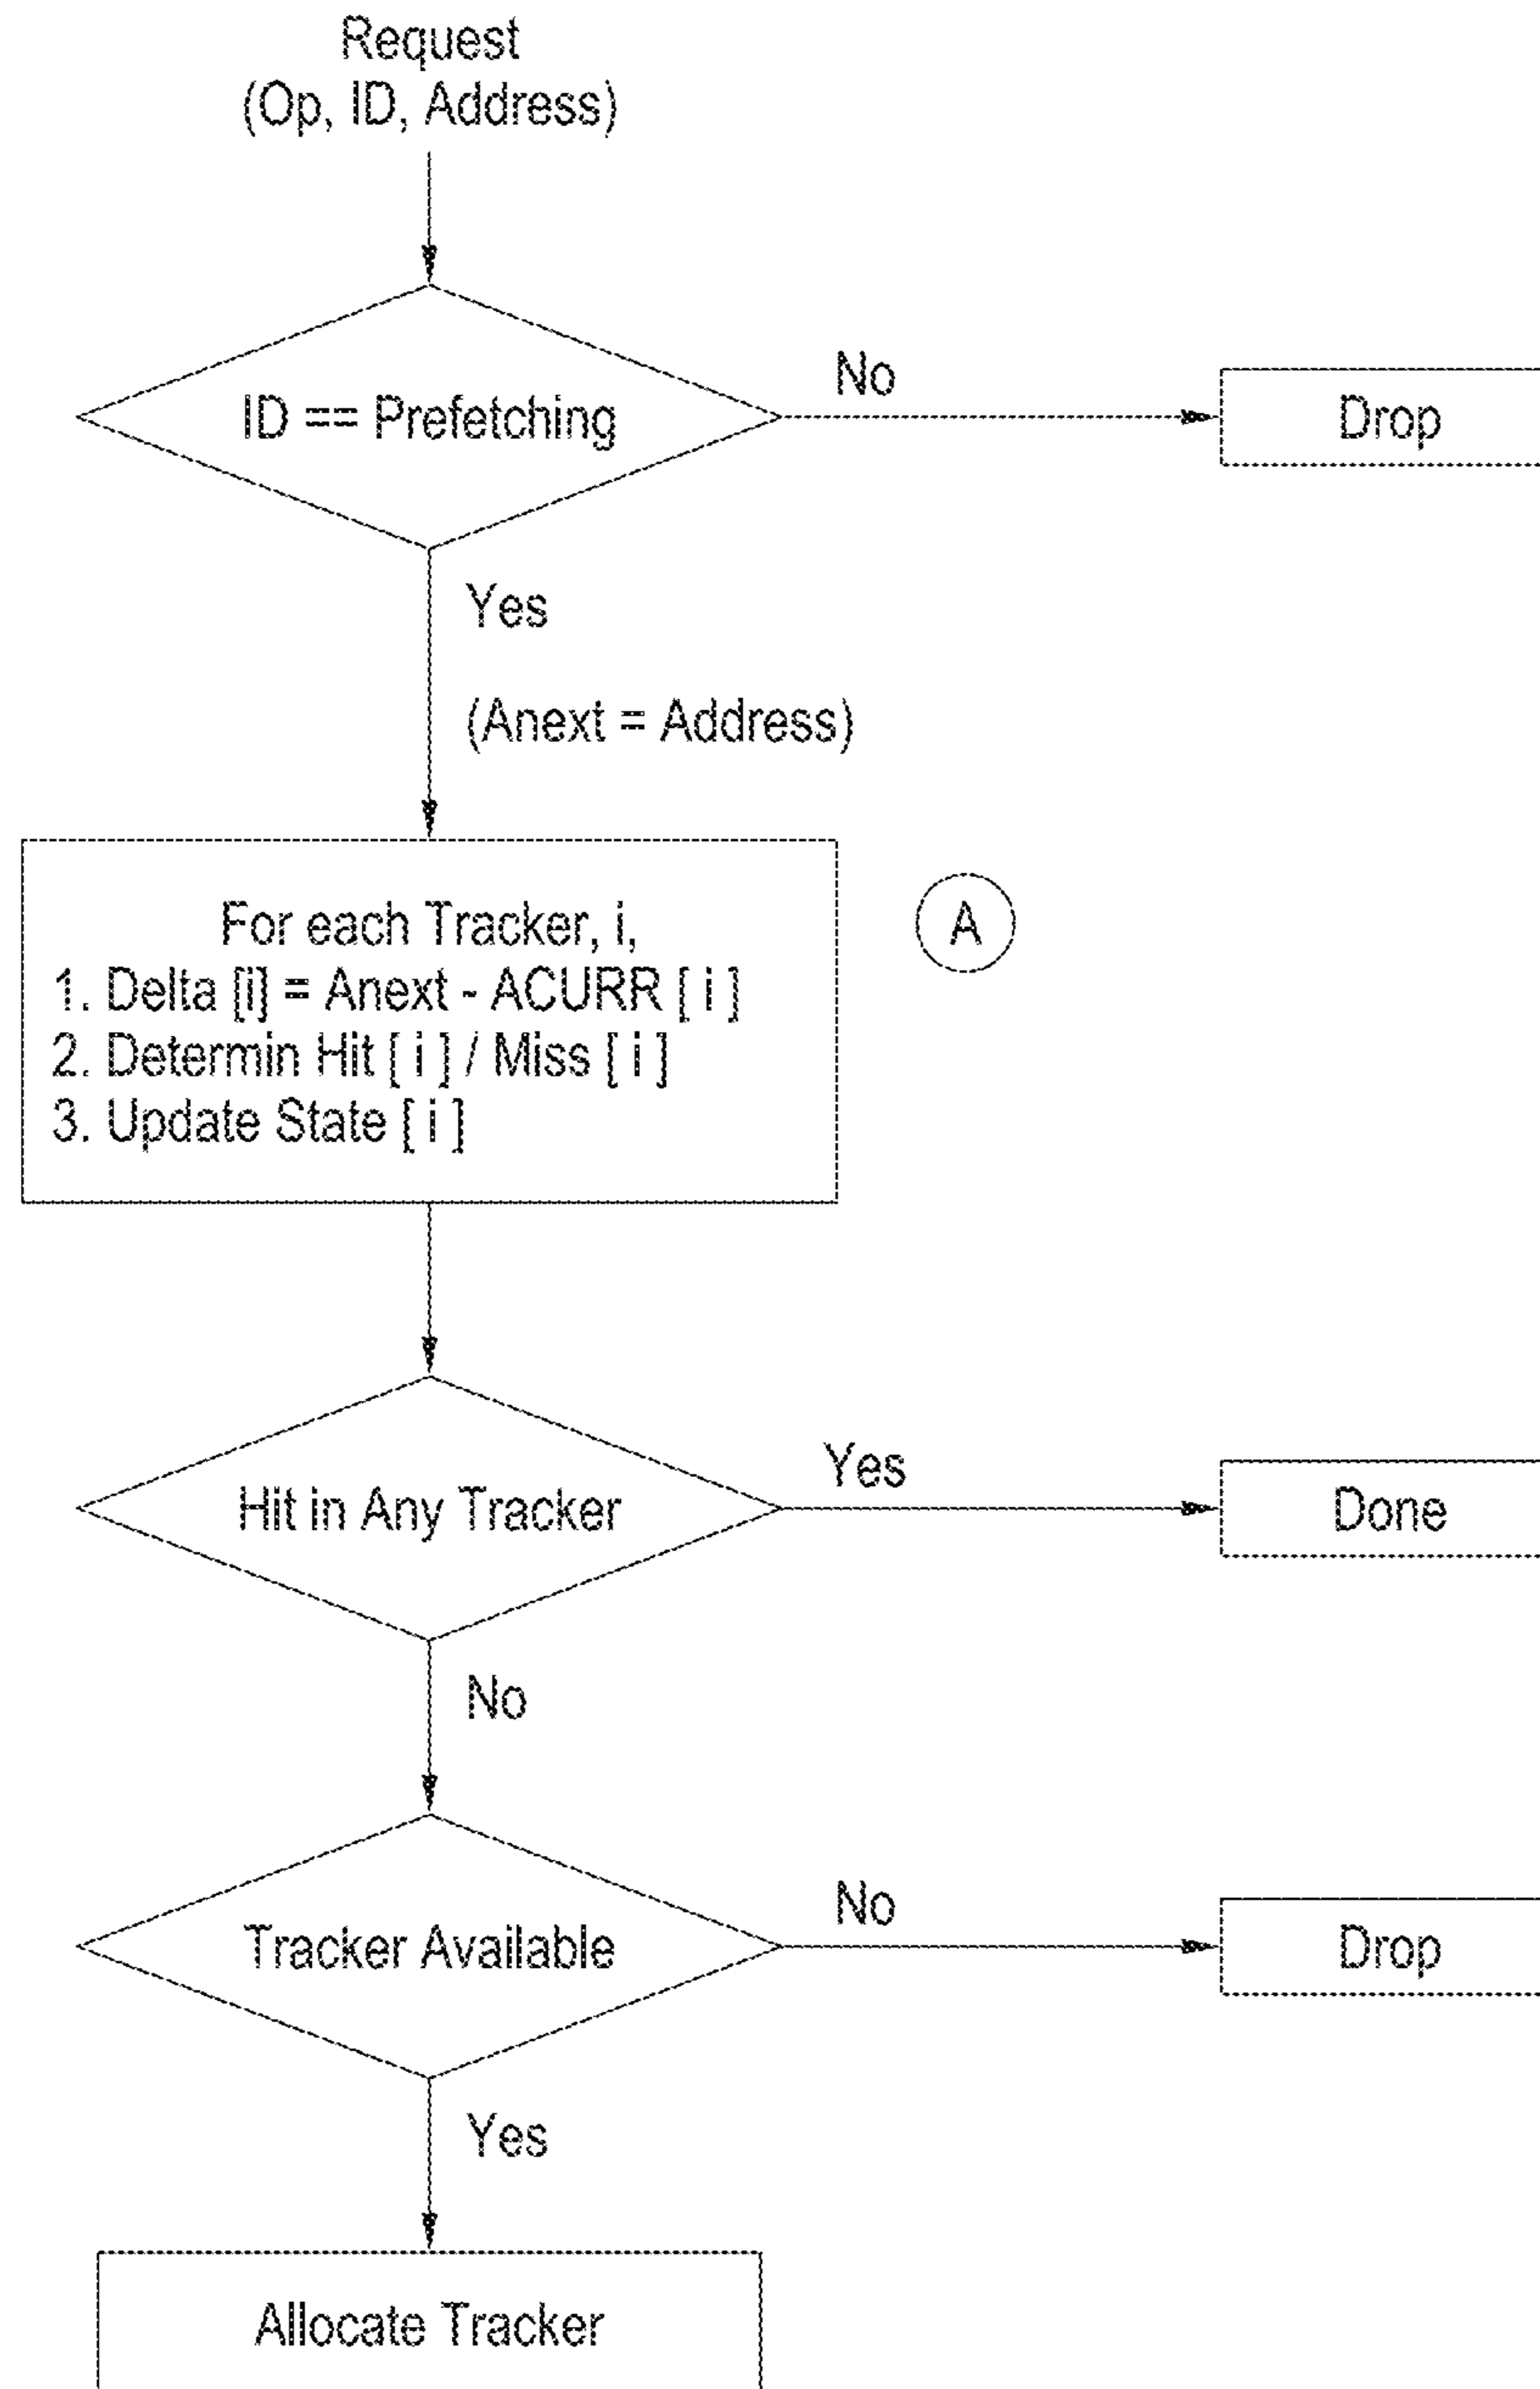 Request
(Op, ID, Address)
ID == Prefetching
No
Drop
Yes
(Anext = Address)
For each Tracker, i,
1. Delta [i] = Anext - ACURR [ i ]
2. Determin Hit [ i ] / Miss [ i ]
3. Update State [ i ]
A
Hit in Any Tracker
Yes
Done
No
Tracker Available
No
Drop
Yes
Allocate Tracker